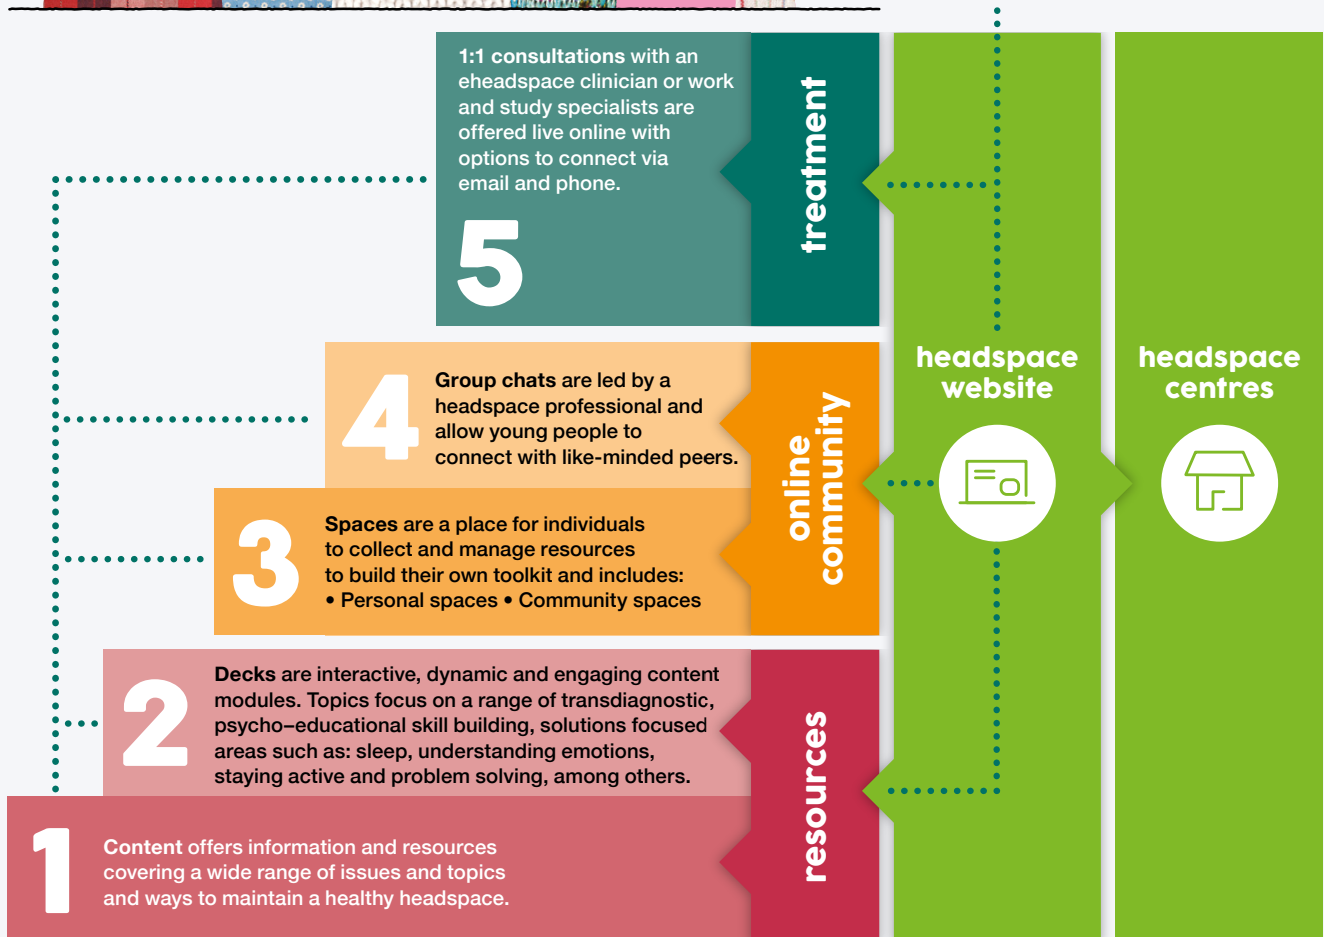 1:1 consultations with an
eheadspace clinician or work
and study specialists are
offered live online with
options to connect via
email and phone.
5
treatment
4
Group chats are led by a
headspace professional and
allow young people to
connect with like-minded peers.
3
Spaces are a place for individuals
to collect and manage resources
to build their own toolkit and includes:
• Personal spaces • Community spaces
online
community
2
Decks are interactive, dynamic and engaging content
modules. Topics focus on a range of transdiagnostic,
psycho–educational skill building, solutions focused
areas such as: sleep, understanding emotions,
staying active and problem solving, among others.
1
Content offers information and resources
covering a wide range of issues and topics
and ways to maintain a healthy headspace.
resources
headspace
website
headspace
centres